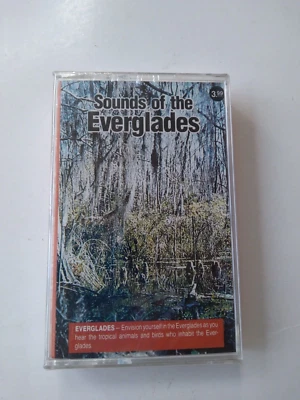 Sounds of the
3.99
Everglades
EVERGLADES – Envision yourself in the Everglades as you
hear the tropical animals and birds who inhabit the Ever-
glades.